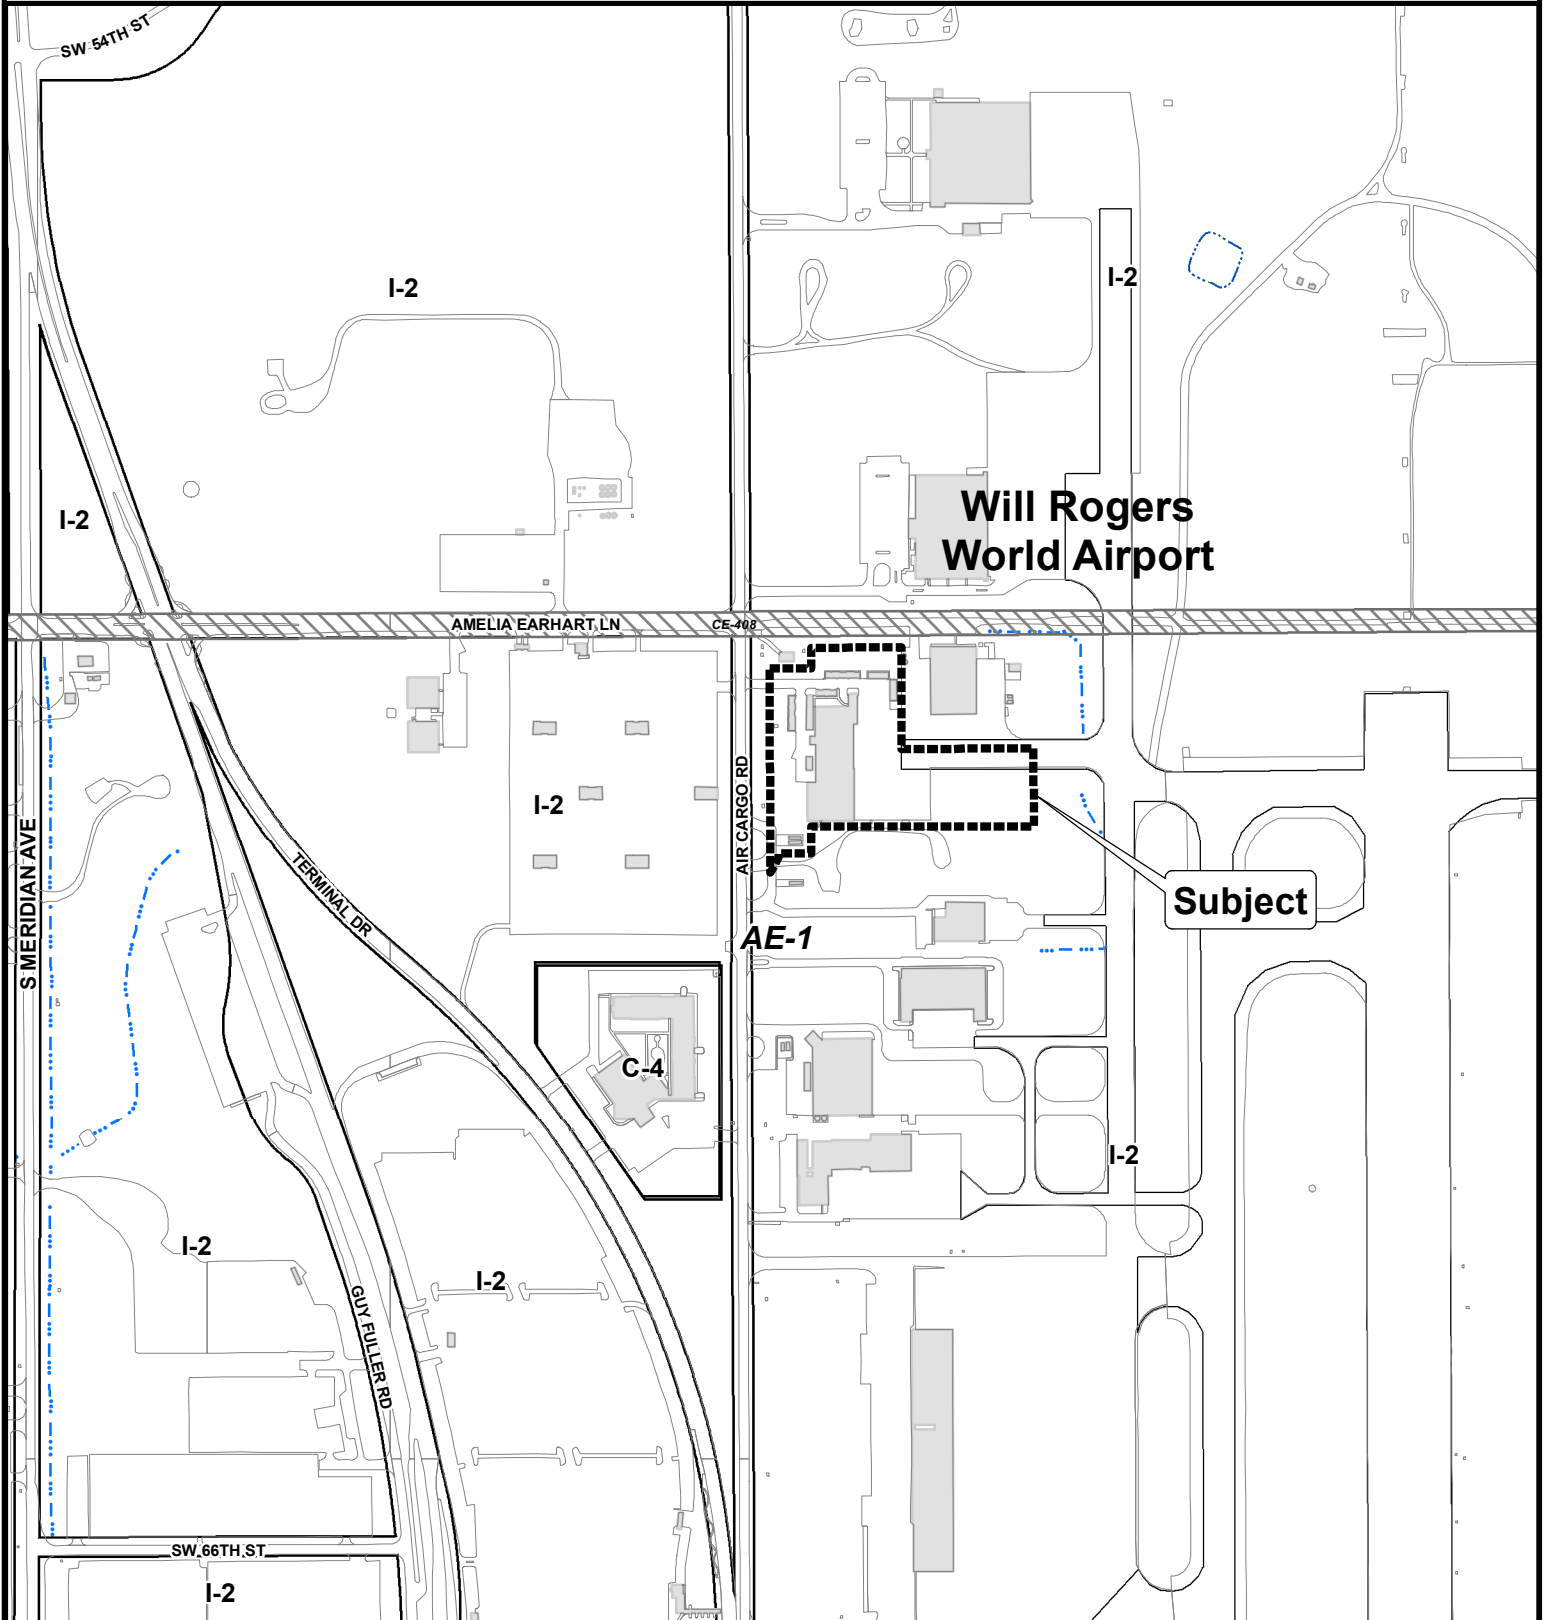 SW 54TH ST
I-2
I-2
I-2
Will Rogers
World Airport
AMELIA EARHART LN
CE-408
I-2
AIR CARGO RD
S MERIDIAN AVE
TERMINAL DR
Subject
AE-1
C-4
I-2
I-2
I-2
GUY FULLER RD
SW 66TH ST
I-2